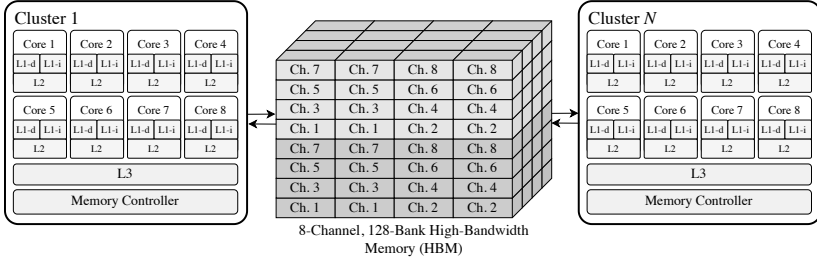 Cluster 1
Core 1 Core 2 Core 3 Core 4
L1-d L1-i L1-d L1-i L1-d L1-i L1-d L1-i
L2 L2 L2 L2
Core 5 Core 6 Core 7 Core 8
L1-d L1-i L1-d L1-i L1-d L1-i L1-d L1-i
L2 L2 L2 L2
L3
Memory Controller
Ch. 7 Ch. 7 Ch. 8 Ch. 8
Ch. 5 Ch. 5 Ch. 6 Ch. 6
Ch. 3 Ch. 3 Ch. 4 Ch. 4
Ch. 1 Ch. 1 Ch. 2 Ch. 2
Ch. 7 Ch. 7 Ch. 8 Ch. 8
Ch. 5 Ch. 5 Ch. 6 Ch. 6
Ch. 3 Ch. 3 Ch. 4 Ch. 4
Ch. 1 Ch. 1 Ch. 2 Ch. 2
8-Channel, 128-Bank High-Bandwidth
Memory (HBM)
Cluster N
Core 1 Core 2 Core 3 Core 4
L1-d L1-i L1-d L1-i L1-d L1-i L1-d L1-i
L2 L2 L2 L2
Core 5 Core 6 Core 7 Core 8
L1-d L1-i L1-d L1-i L1-d L1-i L1-d L1-i
L2 L2 L2 L2
L3
Memory Controller